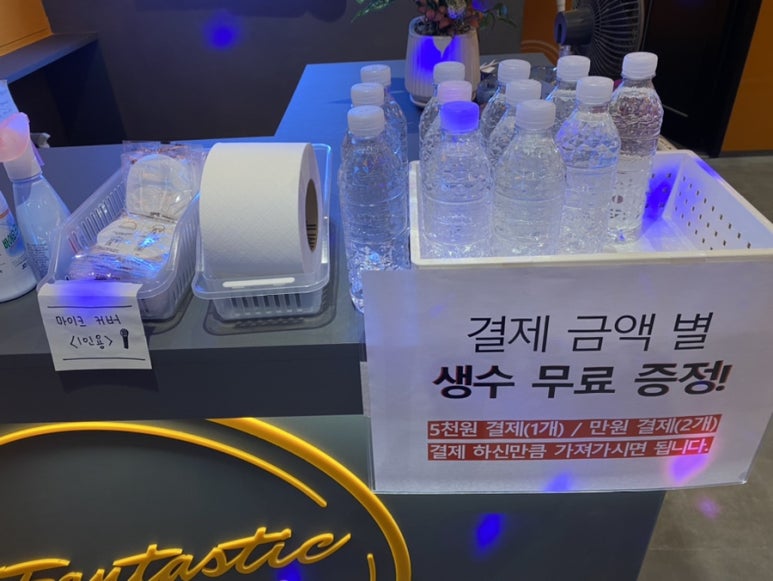 마이크 커버
<1인용>
결제 금액 별
생수 무료 증정!
5천원 결제(1개) / 만원 결제(2개)
결제 하신만큼 가져가시면 됩니다.
Fantastic